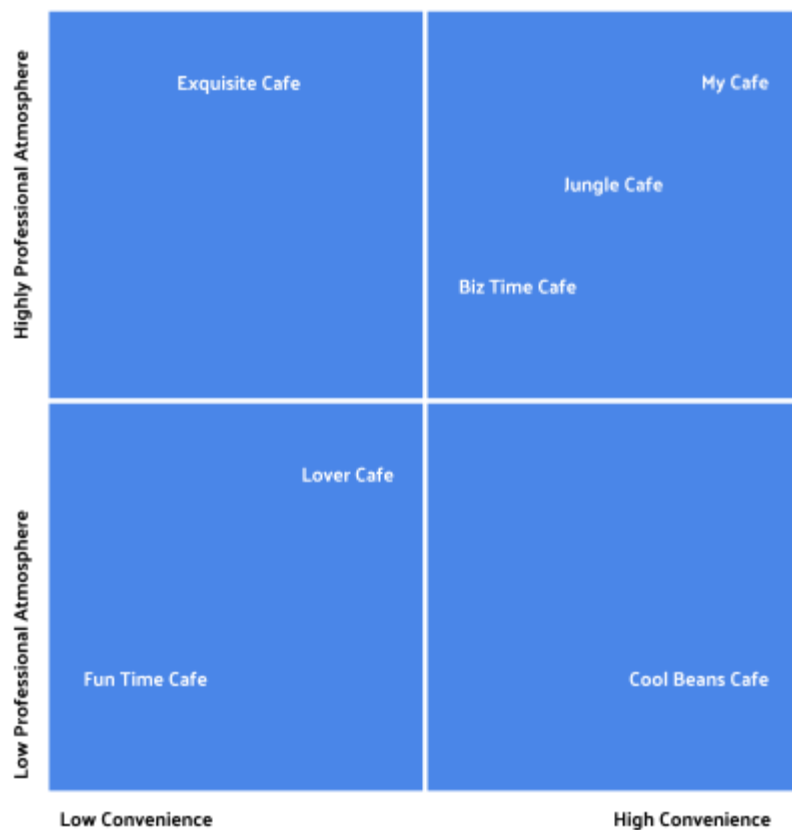 Highly Professional Atmosphere
Exquisite Cafe
My Cafe
Jungle Cafe
Biz Time Cafe
Low Professional Atmosphere
Lover Cafe
Fun Time Cafe
Cool Beans Cafe
Low Convenience
High Convenience